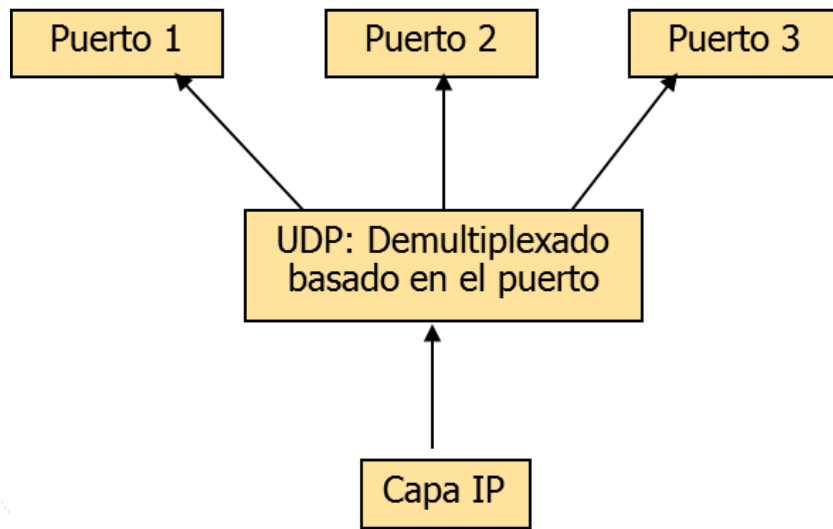 Puerto 1
Puerto 2
Puerto 3
UDP: Demultiplexado
basado en el puerto
Capa IP